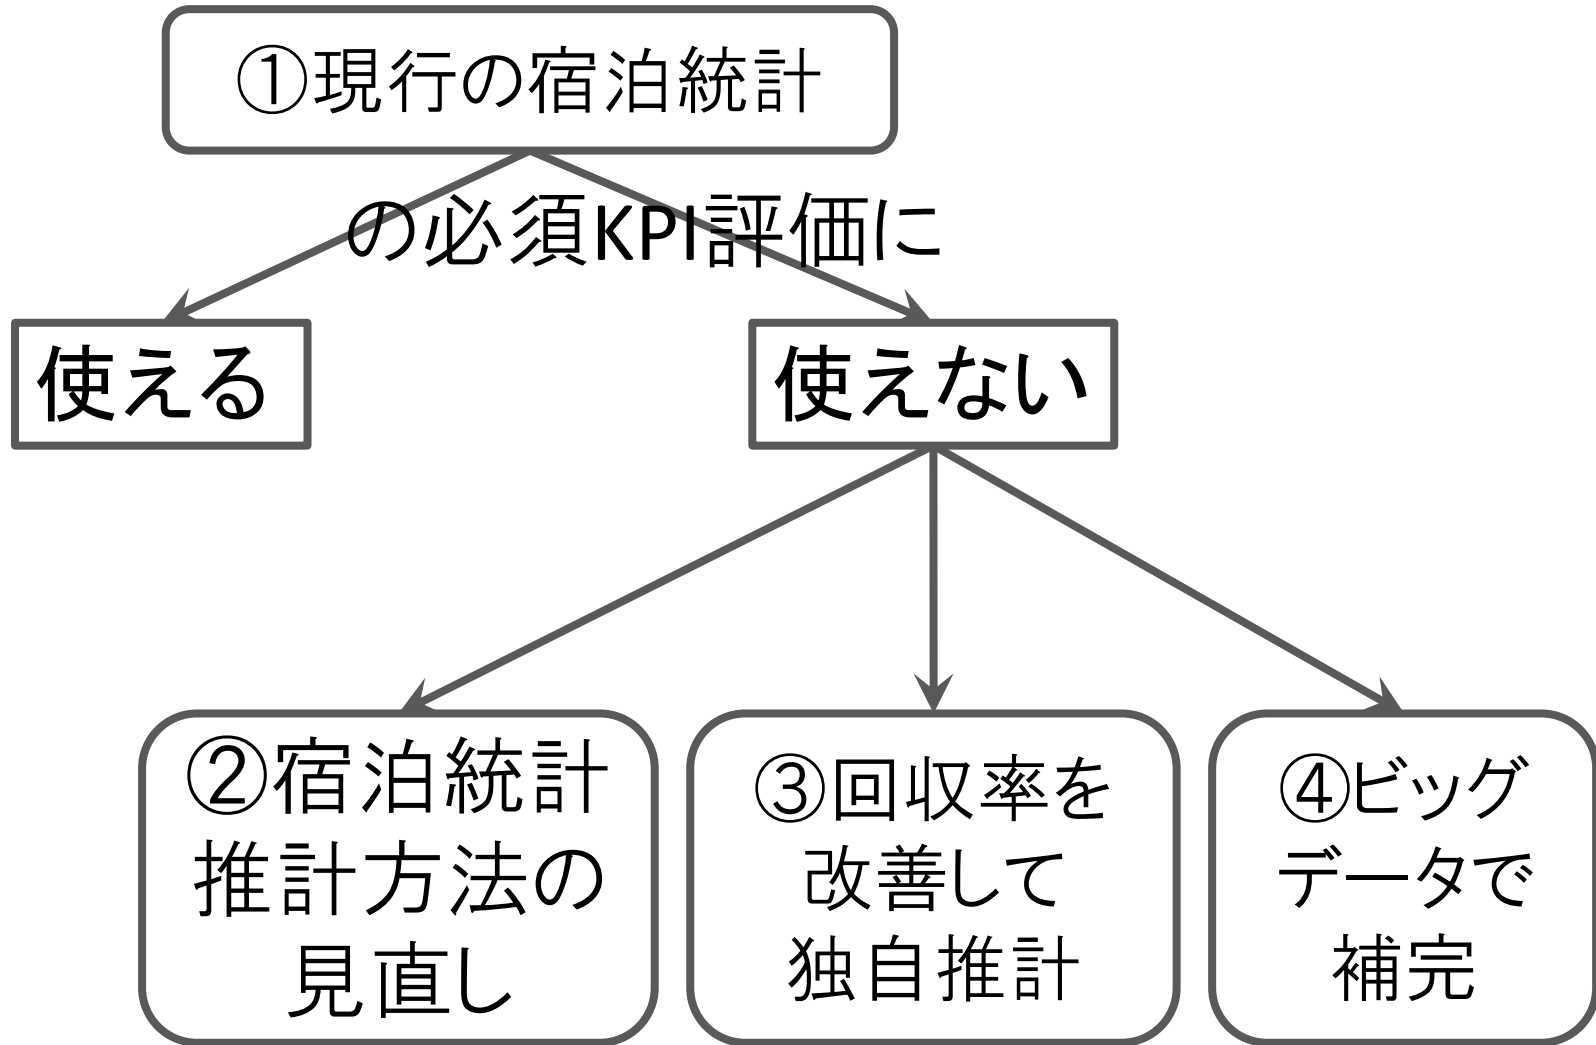 ①現行の宿泊統計
の必須KPI評価に
使える
使えない
②宿泊統計
推計方法の
見直し
③回収率を
改善して
独自推計
④ビッグ
データで
補完